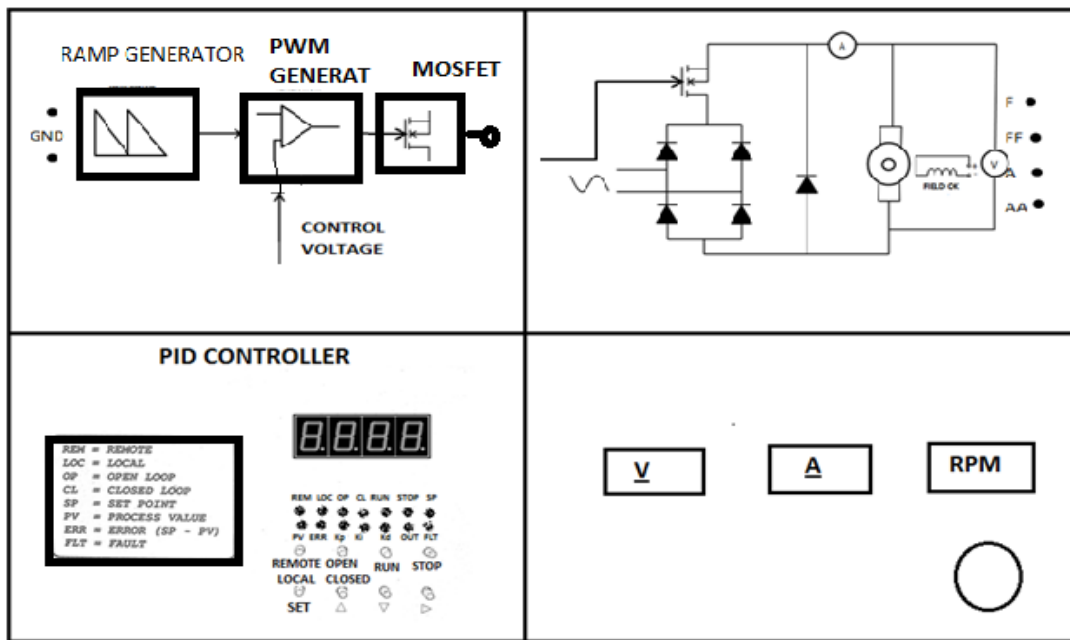 RAMP GENERATOR
PWM
GENERAT
MOSFET
GND
CONTROL
VOLTAGE
A
F
FF
V
A
FIELD OK
AA
PID CONTROLLER
REM = REMOTE
LOC = LOCAL
OP = OPEN LOOP
CL = CLOSED LOOP
SP = SET POINT
PV = PROCESS VALUE
ERR = ERROR (SP - PV)
FLT = FAULT
8.8.8.8.
REM LOC OP CL RUN STOP SP
PV ERR Kp Ki Kd OUT FLT
REMOTE OPEN RUN STOP
LOCAL CLOSED
SET
V
A
RPM